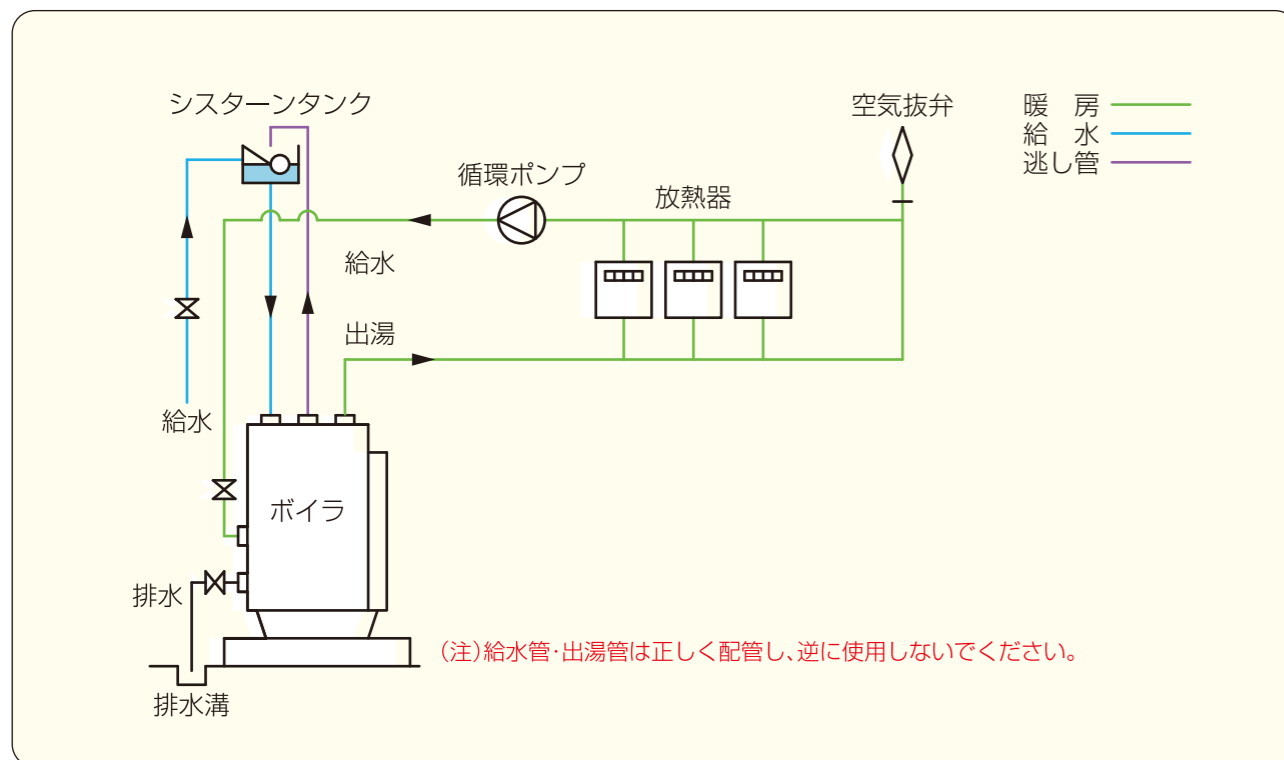 シスターンタンク
空気抜弁
暖　房
給　水
逃し管
循環ポンプ
放熱器
給水
出湯
給水
ボイラ
排水
(注)給水管・出湯管は正しく配管し、逆に使用しないでください。
排水溝